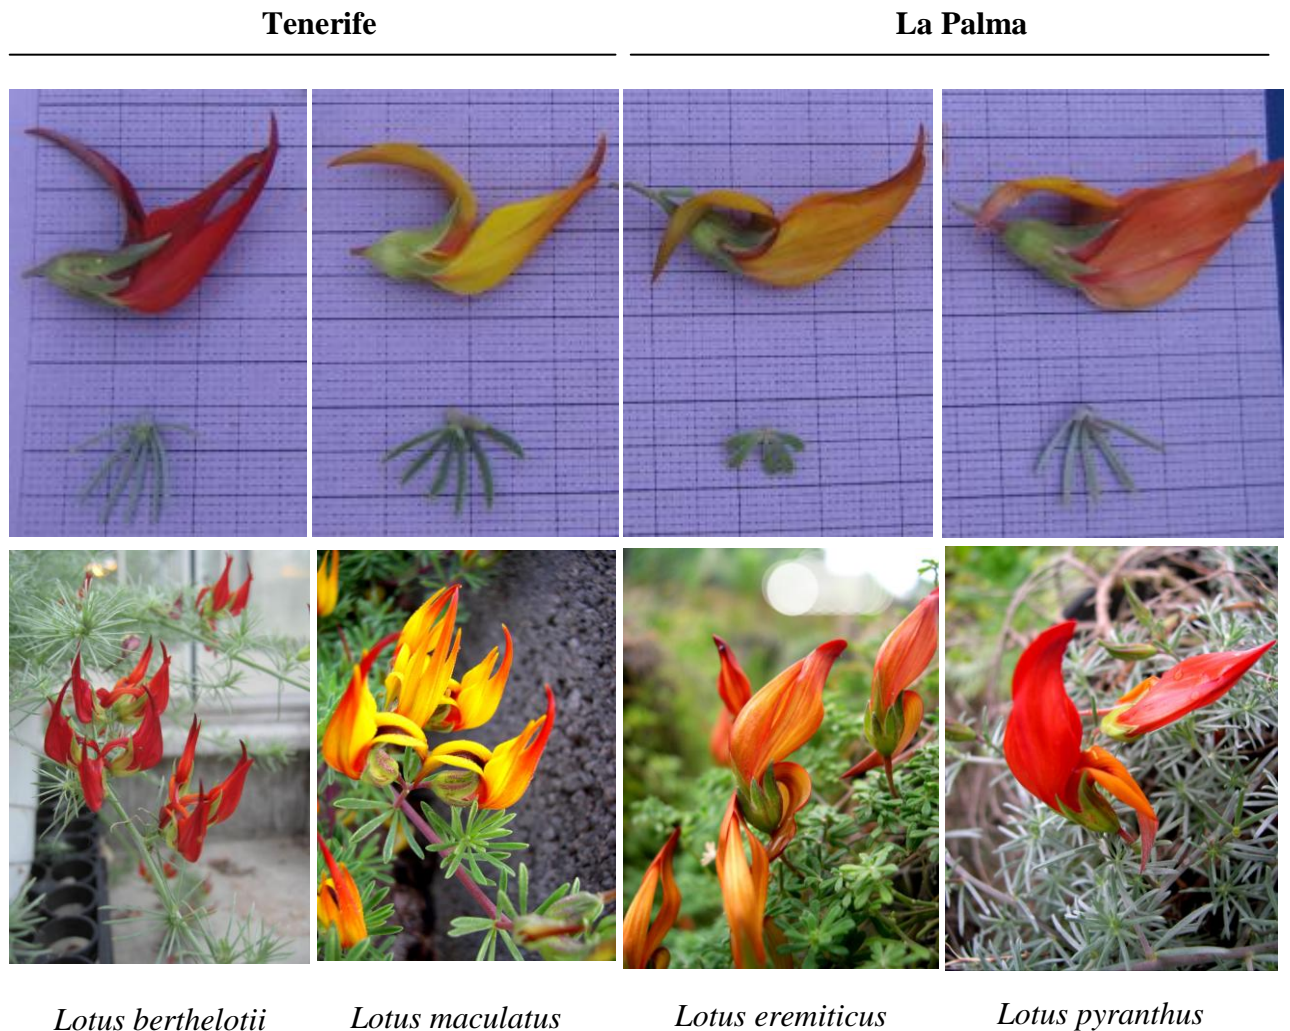 Tenerife
La Palma
Lotus berthelotii
Lotus maculatus
Lotus eremiticus
Lotus pyranthus